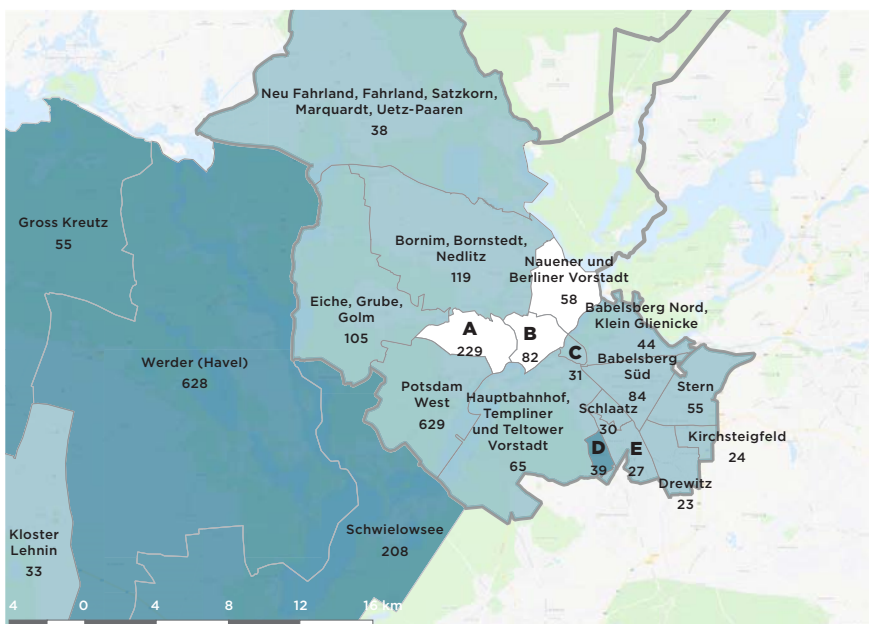 Neu Fahrland, Fahrland, Satzkorn,
Marquardt, Uetz-Paaren
38
Gross Kreutz
55
Bornim, Bornstedt,
Nedlitz
119
Nauener und
Berliner Vorstadt
58
Eiche, Grube,
Golm
105
Babelsberg Nord,
Klein Glienicke
44
A
229
B
82
C
31
Werder (Havel)
628
Babelsberg
Süd
84
Stern
55
Potsdam
West
629
Hauptbahnhof,
Templiner
und Teltower
Vorstadt
65
Schlaatz
30
Kirchsteigfeld
24
D
39
E
27
Drewitz
23
Kloster
Lehnin
33
Schwielowsee
208
4 0 4 8 12 16 km